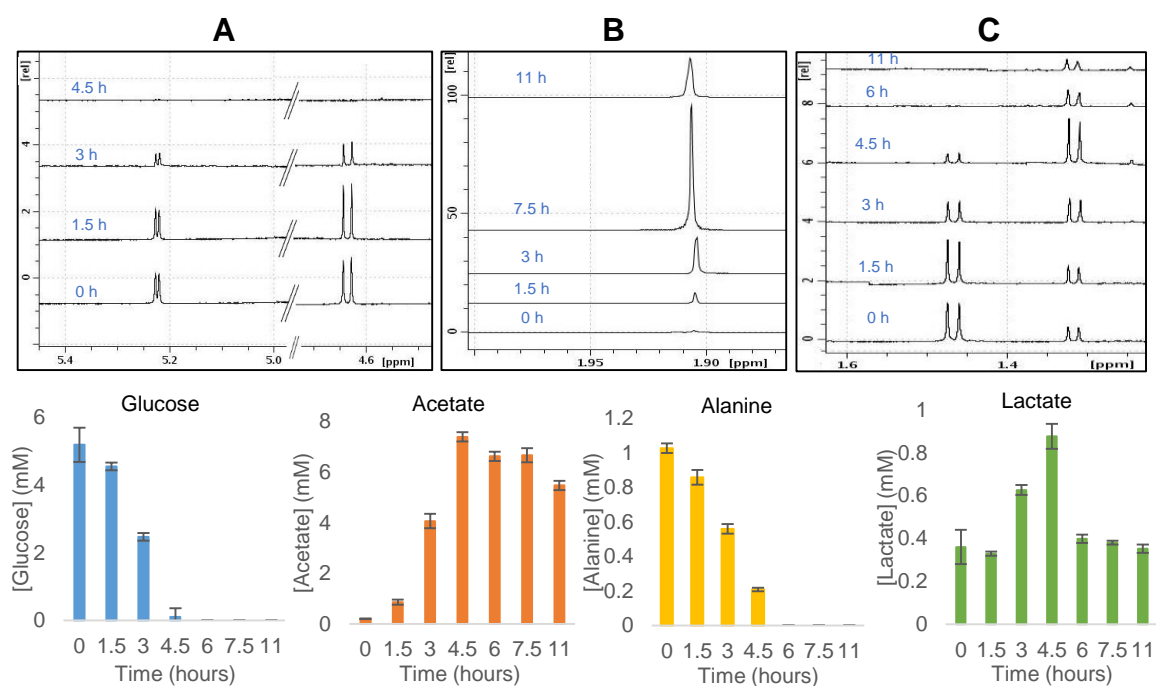 A
B
C
[rel]
4.5 h
3 h
1.5 h
0 h
4
2
0
5.4
5.2
5.0
4.6
[ppm]
[rel]
11 h
7.5 h
3 h
1.5 h
0 h
100
50
0
1.95
1.90
[ppm]
[rel]
11 h
6 h
4.5 h
3 h
1.5 h
0 h
8
6
4
2
0
1.6
1.4
[ppm]
Glucose
[Glucose] (mM)
6
4
2
0
0 1.5 3 4.5 6 7.5 11
Time (hours)
Acetate
[Acetate] (mM)
8
6
4
2
0
0 1.5 3 4.5 6 7.5 11
Time (hours)
Alanine
[Alanine] (mM)
1.2
1
0.8
0.6
0.4
0.2
0
0 1.5 3 4.5 6 7.5 11
Time (hours)
Lactate
[Lactate] (mM)
1
0.8
0.6
0.4
0.2
0
0 1.5 3 4.5 6 7.5 11
Time (hours)